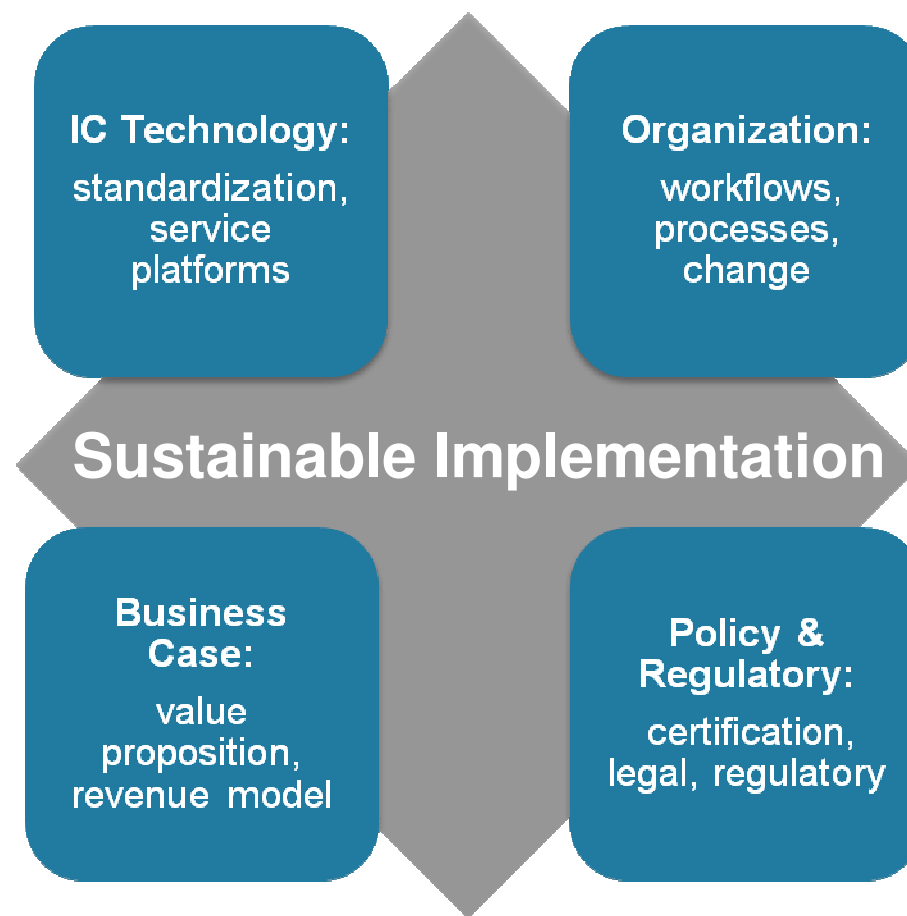 IC Technology:
standardization,
service
platforms
Organization:
workflows,
processes,
change
Sustainable Implementation
Business
Case:
value
proposition,
revenue model
Policy &
Regulatory:
certification,
legal, regulatory